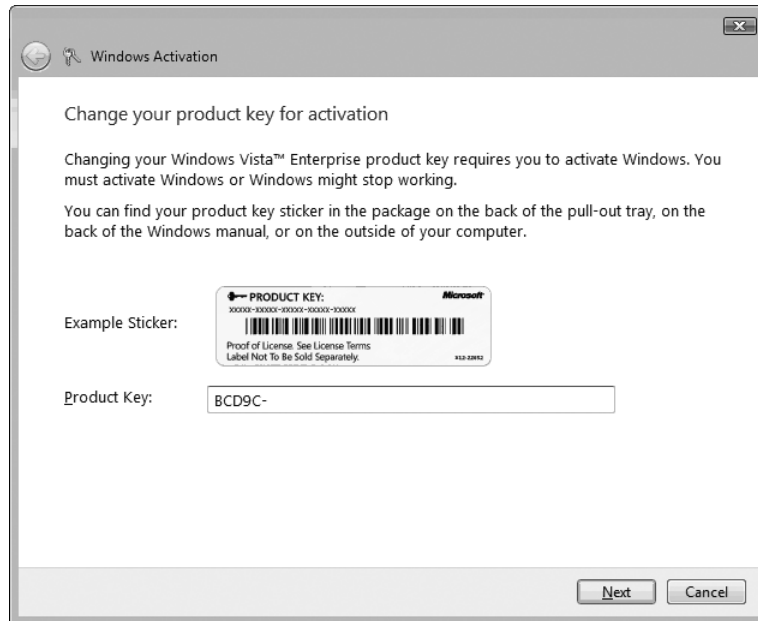 Windows Activation
Change your product key for activation
Changing your Windows Vista™ Enterprise product key requires you to activate Windows. You
must activate Windows or Windows might stop working.
You can find your product key sticker in the package on the back of the pull-out tray, on the
back of the Windows manual, or on the outside of your computer.
Example Sticker:
PRODUCT KEY: Microsoft
XXXXX-XXXXX-XXXXX-XXXXX-XXXXX
Proof of License. See License Terms
Label Not To Be Sold Separately. X12-22652
Product Key: BCD9C-
Next Cancel